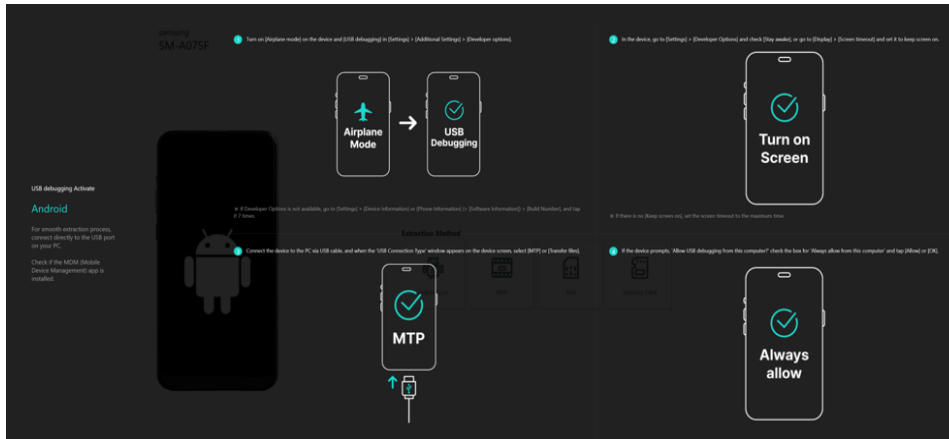 samsung
SM-A075F
USB debugging Activate
Android
For smooth extraction process,
connect directly to the USB port
on your PC.
Check if the MDM (Mobile
Device Management) app is
installed.
1 Turn on [Airplane mode] on the device and [USB debugging] in [Settings] > [Additional Settings] > [Developer options].
Airplane
Mode
USB
Debugging
※ If Developer Options is not available, go to [Settings] > [Device Information] or [Phone Information] (> [Software Information]) > [Build Number], and tap
it 7 times.
2 In the device, go to [Settings] > [Developer Options] and check [Stay awake], or go to [Display] > [Screen timeout] and set it to keep screen on.
Turn on
Screen
※ If there is no [Keep screen on], set the screen timeout to the maximum time.
Extraction Method
3 Connect the device to the PC via USB cable, and when the 'USB Connection Type' window appears on the device screen, select [MTP] or [Transfer files].
MTP
Memory Card
4 If the device prompts, 'Allow USB debugging from this computer?' check the box for 'Always allow from this computer' and tap [Allow] or [OK].
Always
allow